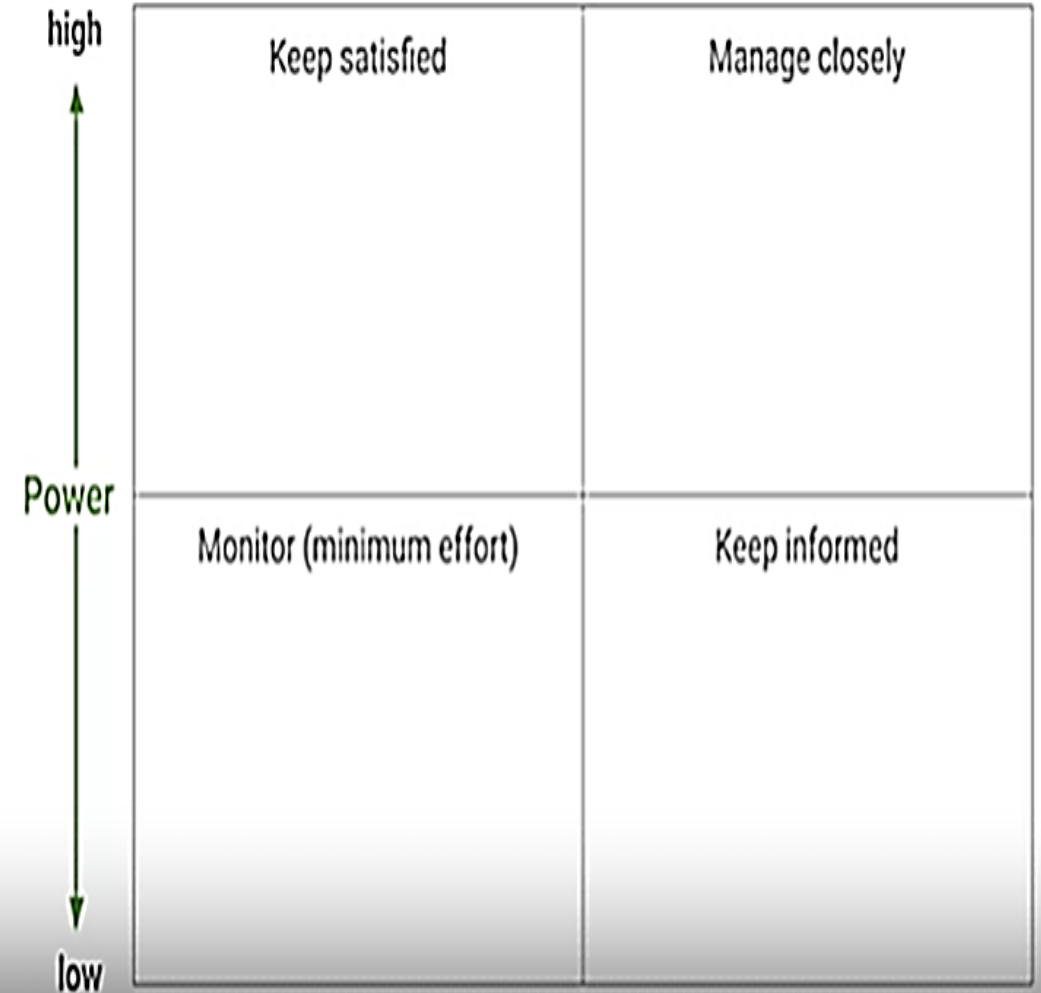 high
Keep satisfied
Manage closely
Power
Monitor (minimum effort)
Keep informed
low